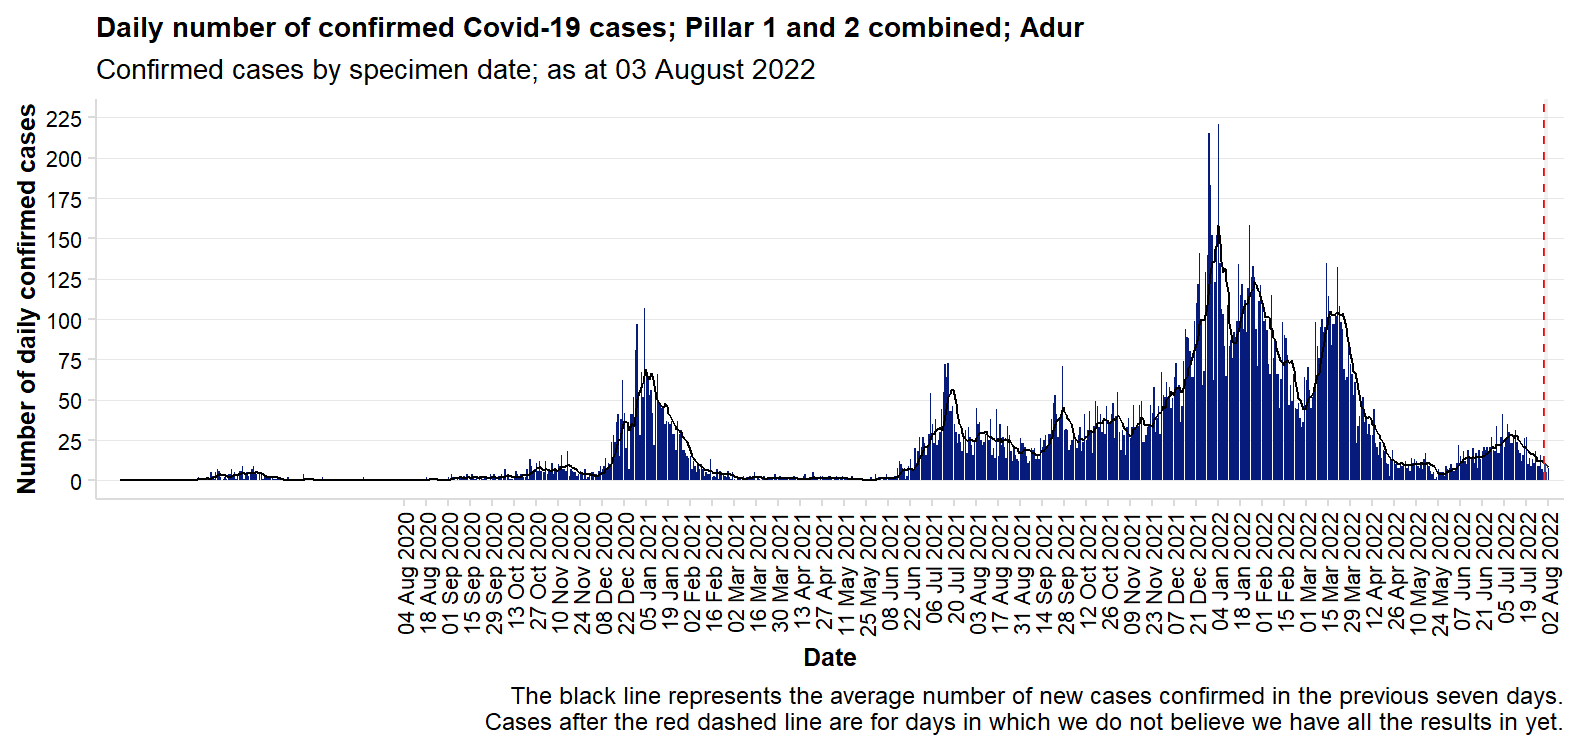 Daily number of confirmed Covid-19 cases; Pillar 1 and 2 combined; Adur
Confirmed cases by specimen date; as at 03 August 2022
Number of daily confirmed cases
225
200
175
150
125
100
75
50
25
0
04 Aug 2020
18 Aug 2020
01 Sep 2020
15 Sep 2020
29 Sep 2020
13 Oct 2020
27 Oct 2020
10 Nov 2020
24 Nov 2020
08 Dec 2020
22 Dec 2020
05 Jan 2021
19 Jan 2021
02 Feb 2021
16 Feb 2021
02 Mar 2021
16 Mar 2021
30 Mar 2021
13 Apr 2021
27 Apr 2021
11 May 2021
25 May 2021
08 Jun 2021
22 Jun 2021
06 Jul 2021
20 Jul 2021
03 Aug 2021
17 Aug 2021
31 Aug 2021
14 Sep 2021
28 Sep 2021
12 Oct 2021
26 Oct 2021
09 Nov 2021
23 Nov 2021
07 Dec 2021
21 Dec 2021
04 Jan 2022
18 Jan 2022
01 Feb 2022
15 Feb 2022
01 Mar 2022
15 Mar 2022
29 Mar 2022
12 Apr 2022
26 Apr 2022
10 May 2022
24 May 2022
07 Jun 2022
21 Jun 2022
05 Jul 2022
19 Jul 2022
02 Aug 2022
Date
The black line represents the average number of new cases confirmed in the previous seven days.
Cases after the red dashed line are for days in which we do not believe we have all the results in yet.